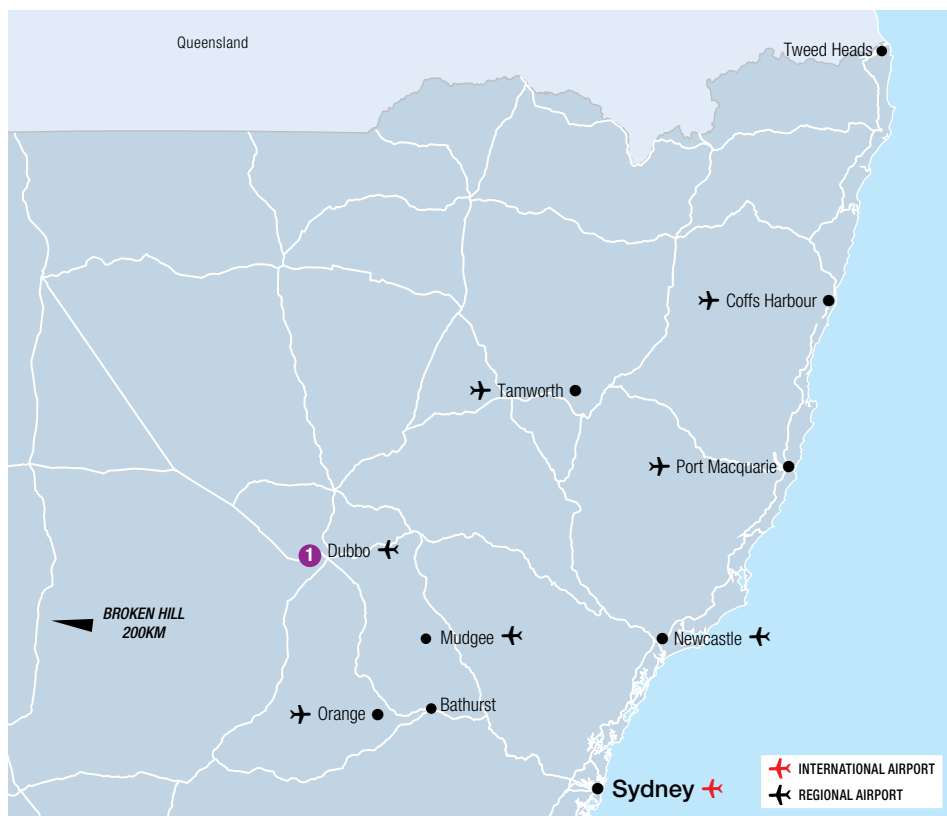 Queensland
Tweed Heads
Coffs Harbour
Tamworth
Port Macquarie
1 Dubbo
BROKEN HILL
200KM
Mudgee
Newcastle
Orange
Bathurst
Sydney
INTERNATIONAL AIRPORT
REGIONAL AIRPORT